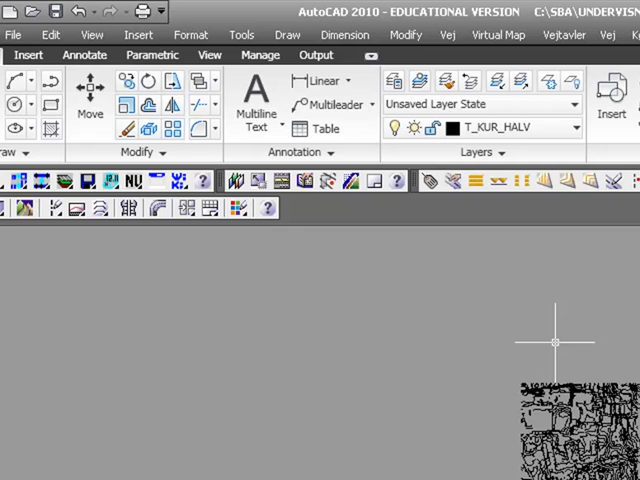 AutoCAD 2010 - EDUCATIONAL VERSION C:\SBA\UNDERVISN
File Edit View Insert Format Tools Draw Dimension Modify Vej Virtual Map Vejtavler Vej
Insert Annotate Parametric View Manage Output
Move
A
Multiline Text
Linear
Multileader
Table
Unsaved Layer State
T_KUR_HALV
Insert
raw Modify Annotation Layers
NU ?
?
?
?